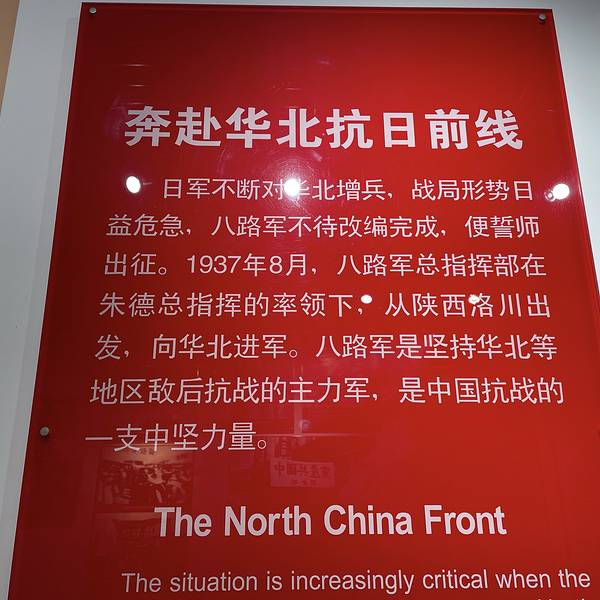 奔赴华北抗日前线
日军不断对华北增兵，战局形势日
益危急，八路军不待改编完成，便誓师
出征。1937年8月，八路军总指挥部在
朱德总指挥的率领下，从陕西洛川出
发，向华北进军。八路军是坚持华北等
地区敌后抗战的主力军，是中国抗战的
一支中坚力量。
The North China Front
The situation is increasingly critical when the